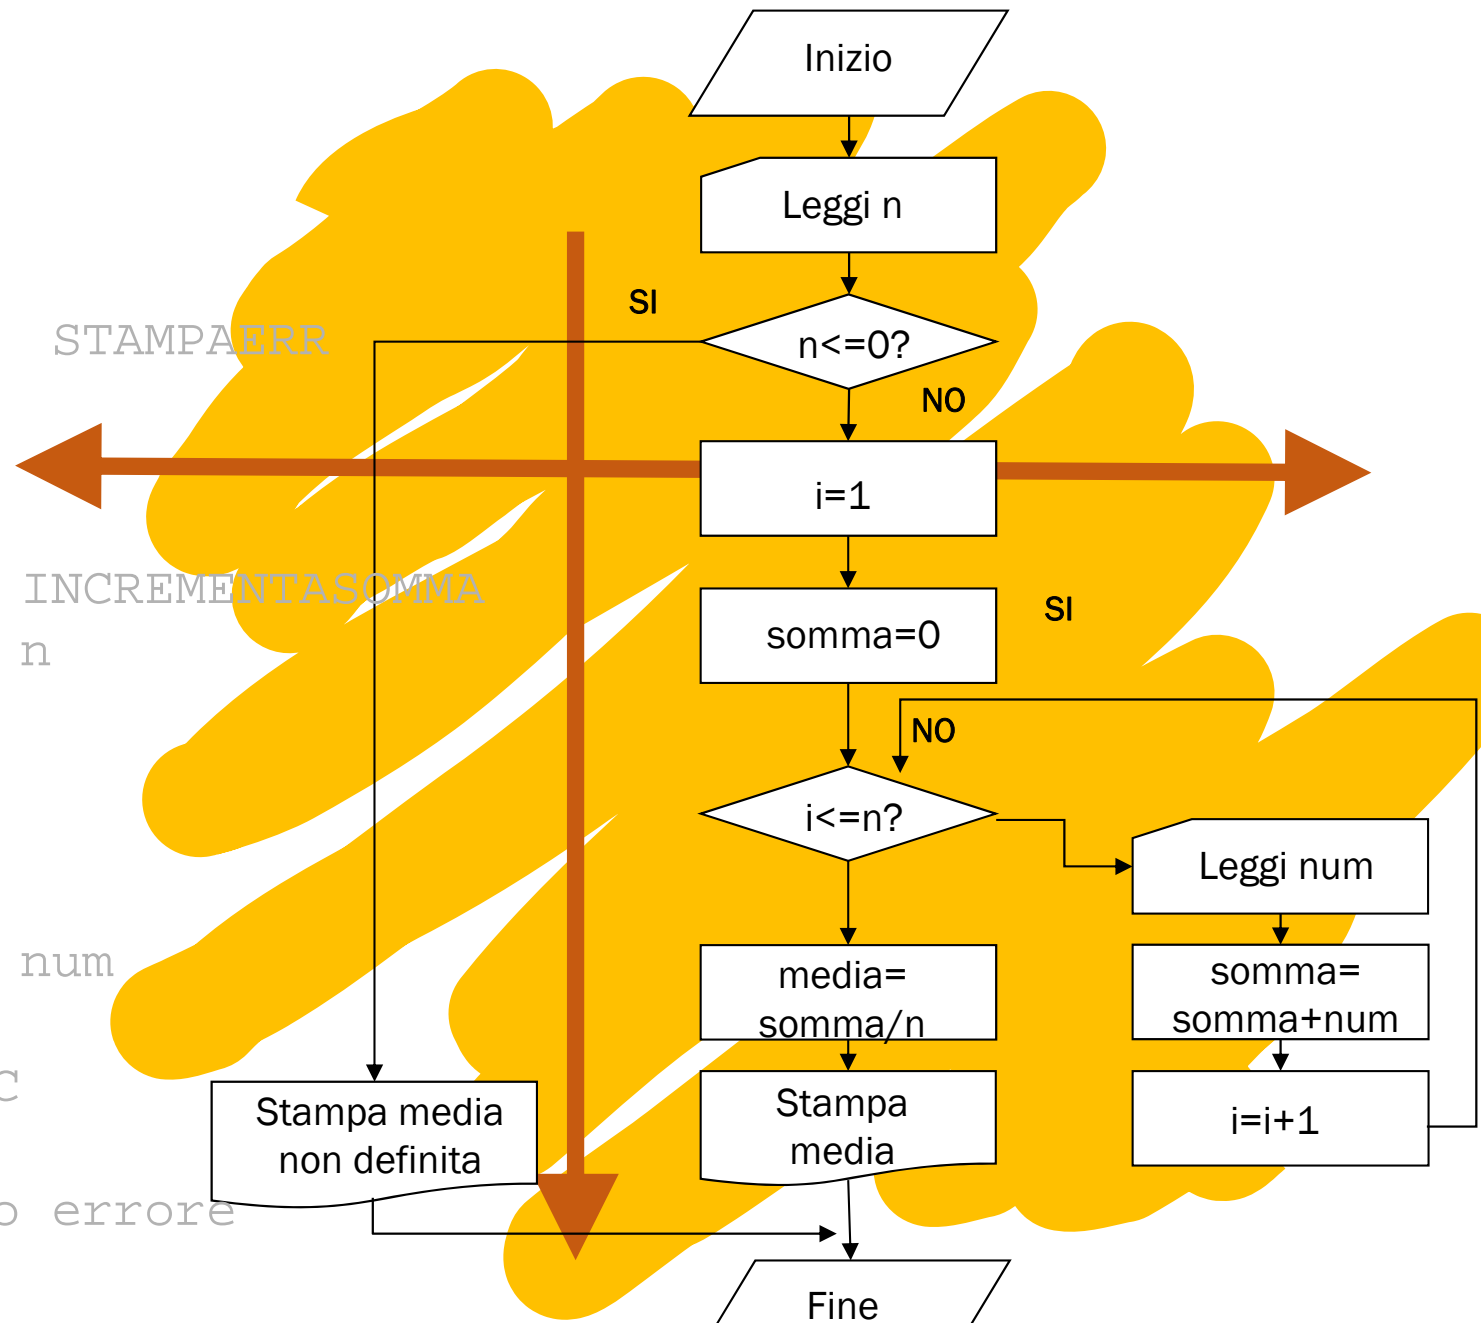 Inizio
Leggi n
SI
STAMPAERR
n<=0?
NO
i=1
INCREMENTASOMMA
SI
somma=0
n
NO
i<=n?
Leggi num
num
media=
somma/n
somma=
somma+num
C
Stampa media
non definita
Stampa
media
i=i+1
o errore
Fine